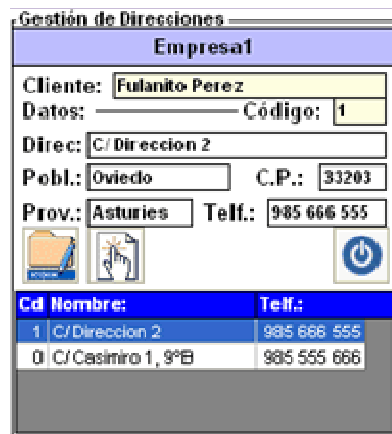 Gestión de Direcciones
Empresa1
Cliente: Fulanito Perez
Datos: Código: 1
Direc: C/ Direccion 2
Pobl.: Oviedo C.P.: 33203
Prov.: Asturies Telf.: 985 666 555
Cd Nombre: Telf.:
1 C/ Direccion 2 985 666 555
0 C/ Casimiro 1, 9ºB 985 555 666